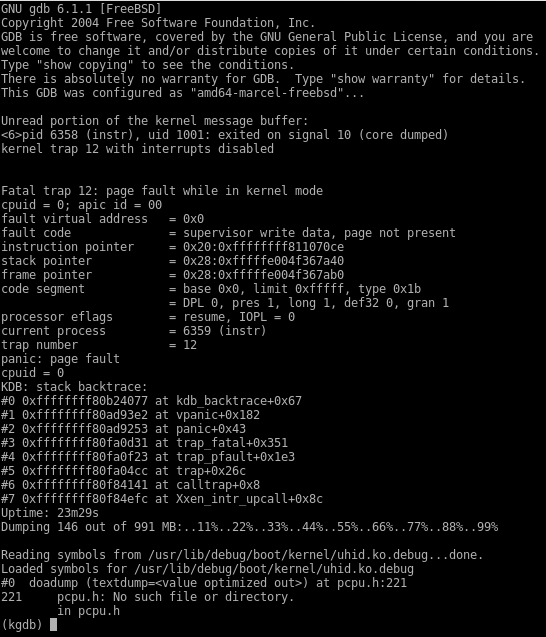 GNU gdb 6.1.1 [FreeBSD]
Copyright 2004 Free Software Foundation, Inc.
GDB is free software, covered by the GNU General Public License, and you are
welcome to change it and/or distribute copies of it under certain conditions.
Type "show copying" to see the conditions.
There is absolutely no warranty for GDB.  Type "show warranty" for details.
This GDB was configured as "amd64-marcel-freebsd"...

Unread portion of the kernel message buffer:
<6>pid 6358 (instr), uid 1001: exited on signal 10 (core dumped)
kernel trap 12 with interrupts disabled


Fatal trap 12: page fault while in kernel mode
cpuid = 0; apic id = 00
fault virtual address   = 0x0
fault code              = supervisor write data, page not present
instruction pointer     = 0x20:0xffffffff811070ce
stack pointer           = 0x28:0xfffffe004f367a40
frame pointer           = 0x28:0xfffffe004f367ab0
code segment            = base 0x0, limit 0xfffff, type 0x1b
                        = DPL 0, pres 1, long 1, def32 0, gran 1
processor eflags        = resume, IOPL = 0
current process         = 6359 (instr)
trap number             = 12
panic: page fault
cpuid = 0
KDB: stack backtrace:
#0 0xffffffff80b24077 at kdb_backtrace+0x67
#1 0xffffffff80ad93e2 at vpanic+0x182
#2 0xffffffff80ad9253 at panic+0x43
#3 0xffffffff80fa0d31 at trap_fatal+0x351
#4 0xffffffff80fa0f23 at trap_pfault+0x1e3
#5 0xffffffff80fa04cc at trap+0x26c
#6 0xffffffff80f84141 at calltrap+0x8
#7 0xffffffff80f84efc at Xxen_intr_upcall+0x8c
Uptime: 23m29s
Dumping 146 out of 991 MB:..11%..22%..33%..44%..55%..66%..77%..88%..99%

Reading symbols from /usr/lib/debug/boot/kernel/uhid.ko.debug...done.
Loaded symbols for /usr/lib/debug/boot/kernel/uhid.ko.debug
#0  doadump (textdump=<value optimized out>) at pcpu.h:221
221     pcpu.h: No such file or directory.
        in pcpu.h
(kgdb)